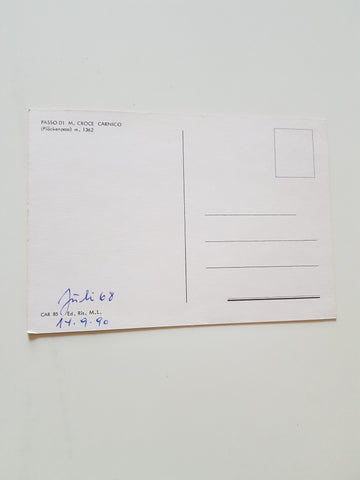 PASSO DI M. CROCE CARNICO
(Plöckenpass) m. 1362
Juli 68
CAR 85 Ed. Ris. M.L.
14-9-90